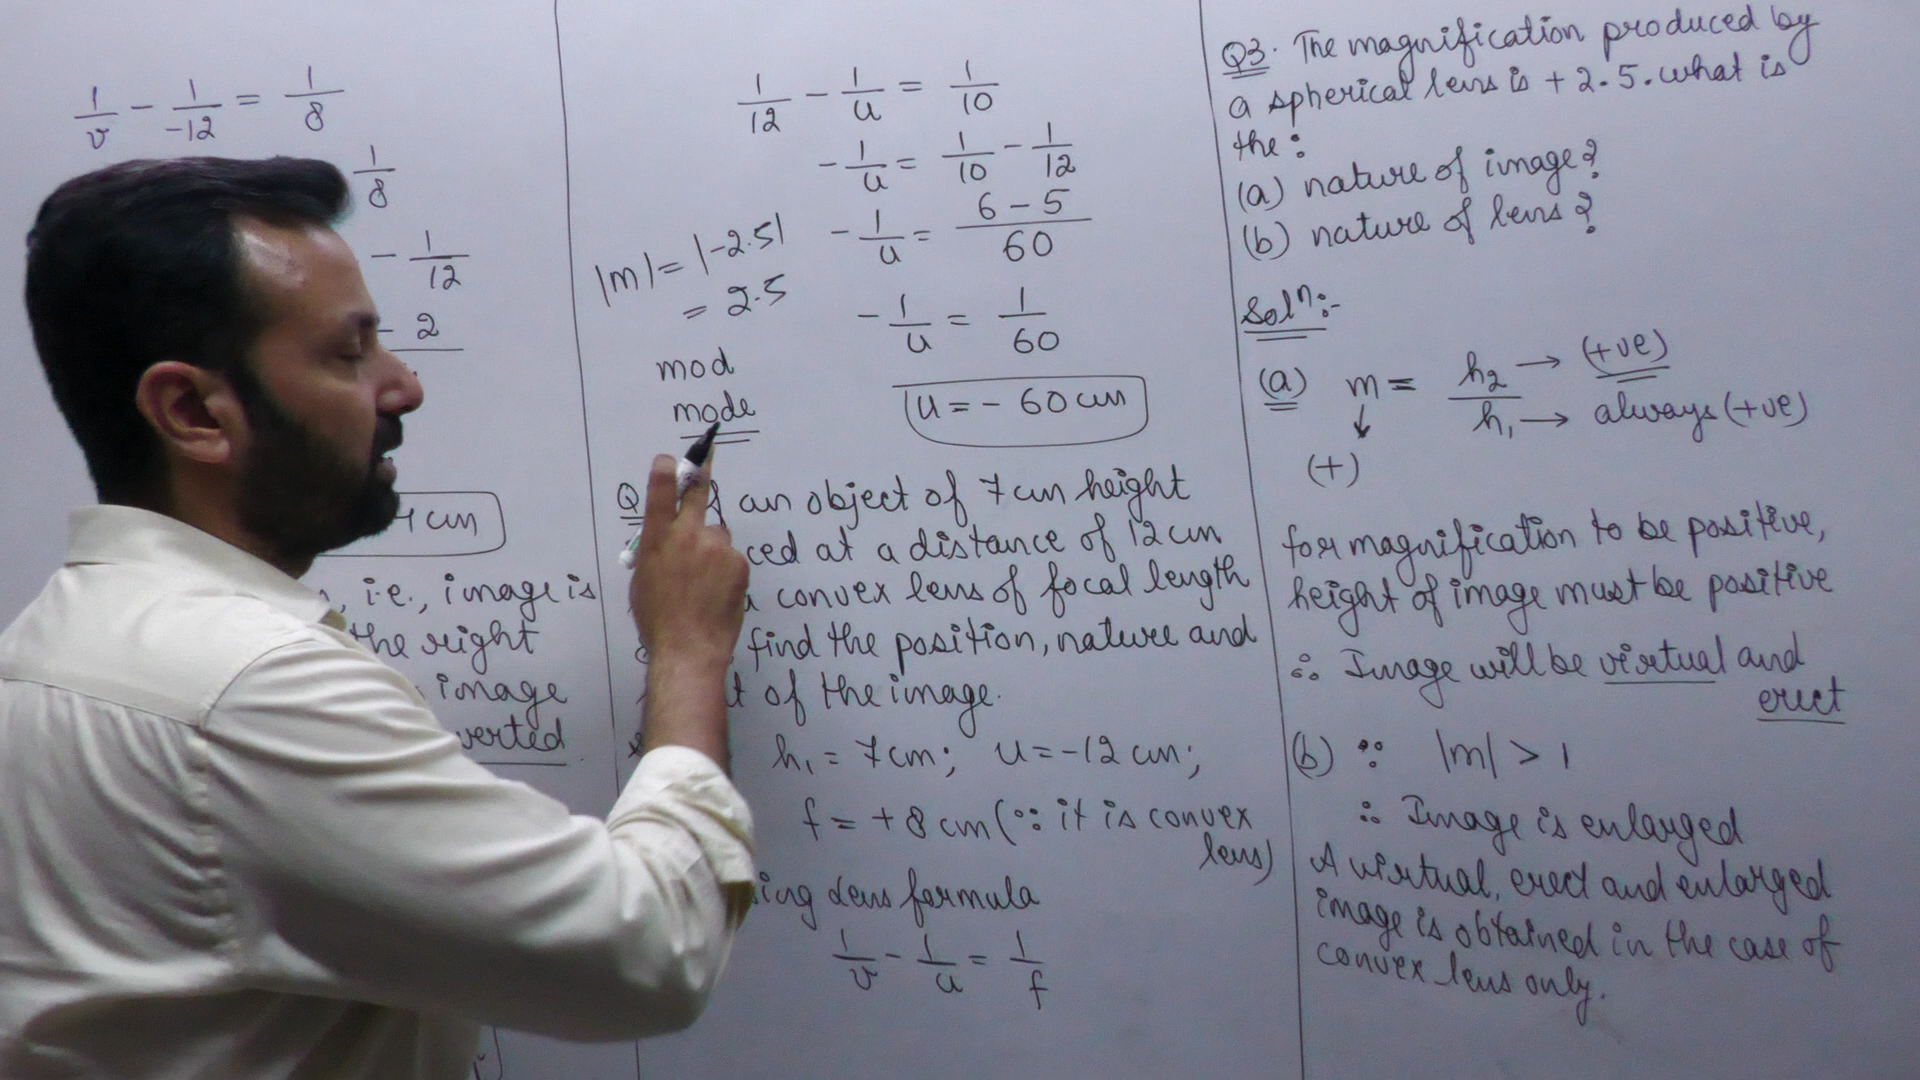 1/v - 1/-12 = 1/8
1/8
- 1/12
- 2
cm
i.e., image is
the right
image
verted
1/12 - 1/u = 1/10
- 1/u = 1/10 - 1/12
- 1/u = 6 - 5 / 60
- 1/u = 1/60
u = - 60 cm
|m| = |-2.5|
= 2.5
mod
mode
Q an object of 7 cm height
ced at a distance of 12 cm
convex lens of focal length
find the position, nature and
of the image.
h1 = 7cm; u = -12 cm;
f = +8 cm (∵ it is convex
lens)
sing lens formula
1/v - 1/u = 1/f
Q3. The magnification produced by
a spherical lens is + 2.5. what is
the :
(a) nature of image?
(b) nature of lens?
Solⁿ:-
(a) m = h2/h1
h2 → (+ve)
h1 → always (+ve)
↓
(+)
for magnification to be positive,
height of image must be positive
∴ Image will be virtual and
erect
(b) ∵ |m| > 1
∴ Image is enlarged
A virtual, erect and enlarged
image is obtained in the case of
convex lens only.